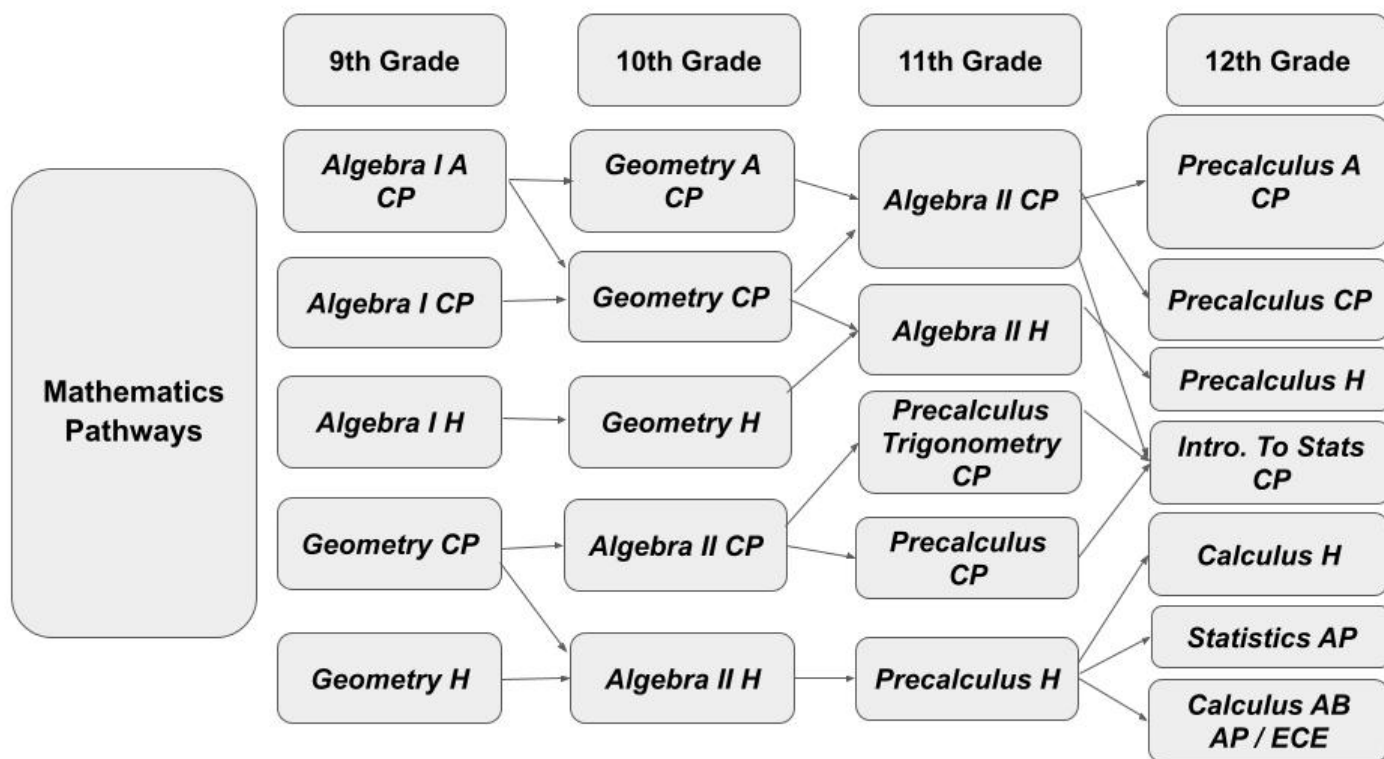 9th Grade
10th Grade
11th Grade
12th Grade
Mathematics
Pathways
Algebra I A
CP
Algebra I CP
Algebra I H
Geometry CP
Geometry H
Geometry A
CP
Geometry CP
Geometry H
Algebra II CP
Algebra II H
Algebra II CP
Algebra II H
Precalculus
Trigonometry
CP
Precalculus
CP
Precalculus H
Precalculus A
CP
Precalculus CP
Precalculus H
Intro. To Stats
CP
Calculus H
Statistics AP
Calculus AB
AP / ECE